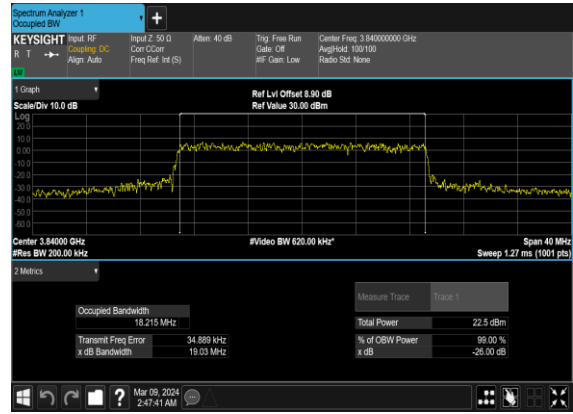 Spectrum Analyzer 1
Occupied BW
+
KEYSIGHT Input: RF Input Z: 50 Ω Atten: 40 dB Trig: Free Run Center Freq: 3.840000000 GHz
R T Coupling: DC Corr CCorr Gate: Off Avg|Hold: 100/100
Align: Auto Freq Ref: Int (S) #IF Gain: Low Radio Std: None
LXI
1 Graph
Ref Lvl Offset 8.90 dB
Scale/Div 10.0 dB Ref Value 30.00 dBm
Log
20.0
10.0
0.00
-10.0
-20.0
-30.0
-40.0
-50.0
-60.0
Center 3.84000 GHz #Video BW 620.00 kHz* Span 40 MHz
#Res BW 200.00 kHz Sweep 1.27 ms (1001 pts)
2 Metrics
Measure Trace Trace 1
Occupied Bandwidth
18.215 MHz Total Power 22.5 dBm
Transmit Freq Error 34.889 kHz % of OBW Power 99.00 %
x dB Bandwidth 19.03 MHz x dB -26.00 dB
?
Mar 09, 2024
2:47:41 AM